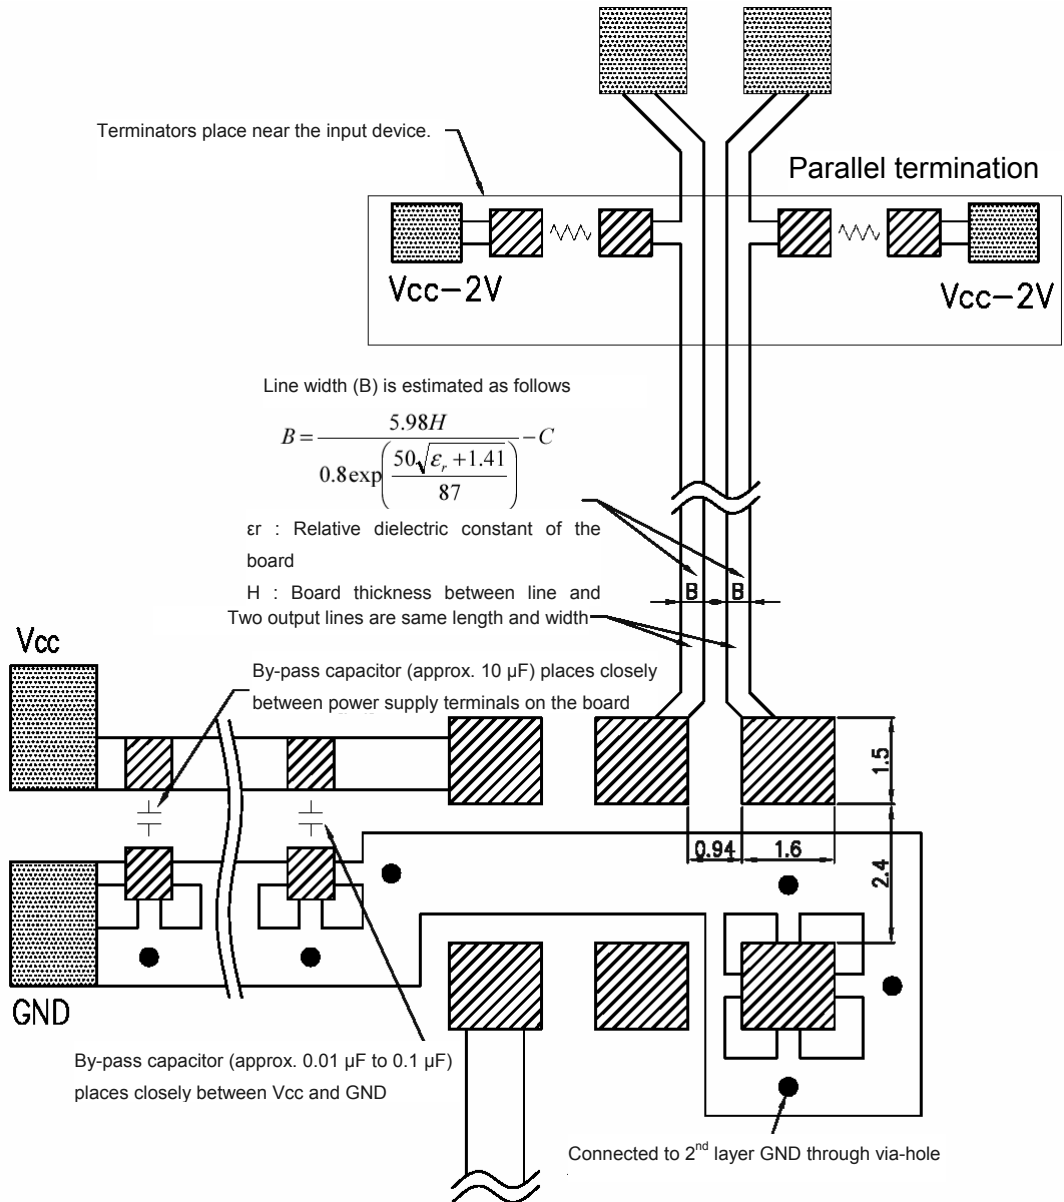 Terminators place near the input device.
Parallel termination
Vcc-2V
Vcc-2V
Line width (B) is estimated as follows
B = 5.98H / 0.8exp(50√εr+1.41 / 87) − C
εr : Relative dielectric constant of the
board
H : Board thickness between line and
B
B
Two output lines are same length and width
Vcc
By-pass capacitor (approx. 10 μF) places closely
between power supply terminals on the board
1.5
0.94
1.6
2.4
GND
By-pass capacitor (approx. 0.01 μF to 0.1 μF)
places closely between Vcc and GND
Connected to 2nd layer GND through via-hole